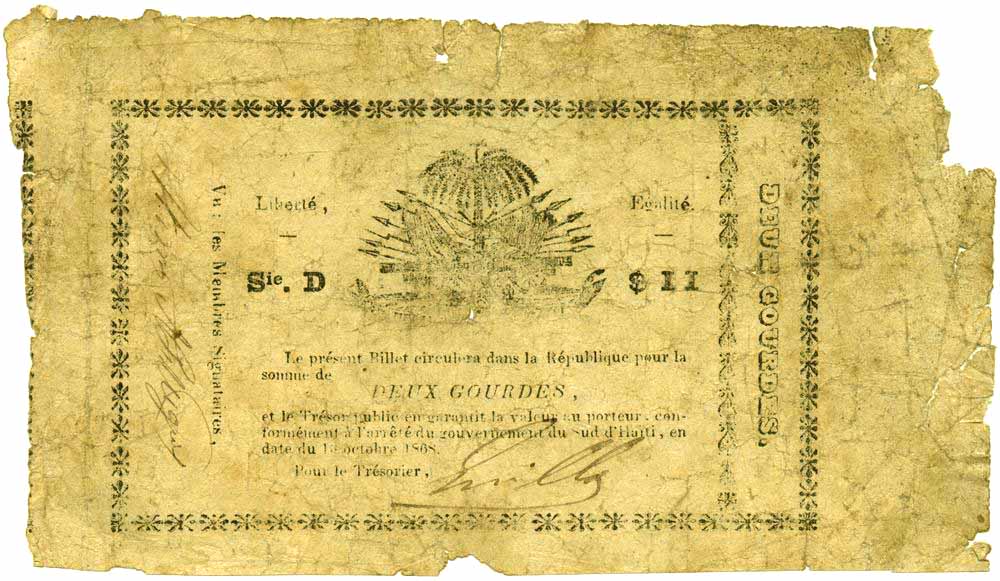 Liberté,
Egalité.
Sie. D
$ II
Le présent Billet circulera dans la République pour la
somme de
DEUX GOURDES,
et le Trésor public en garantit la valeur au porteur: con-
formément à l'arrêté du gouvernement du Sud d'Haïti, en
date du octobre 1868.
Pour le Trésorier,
Vu les Membres Signataires,
DEUX GOURDES.